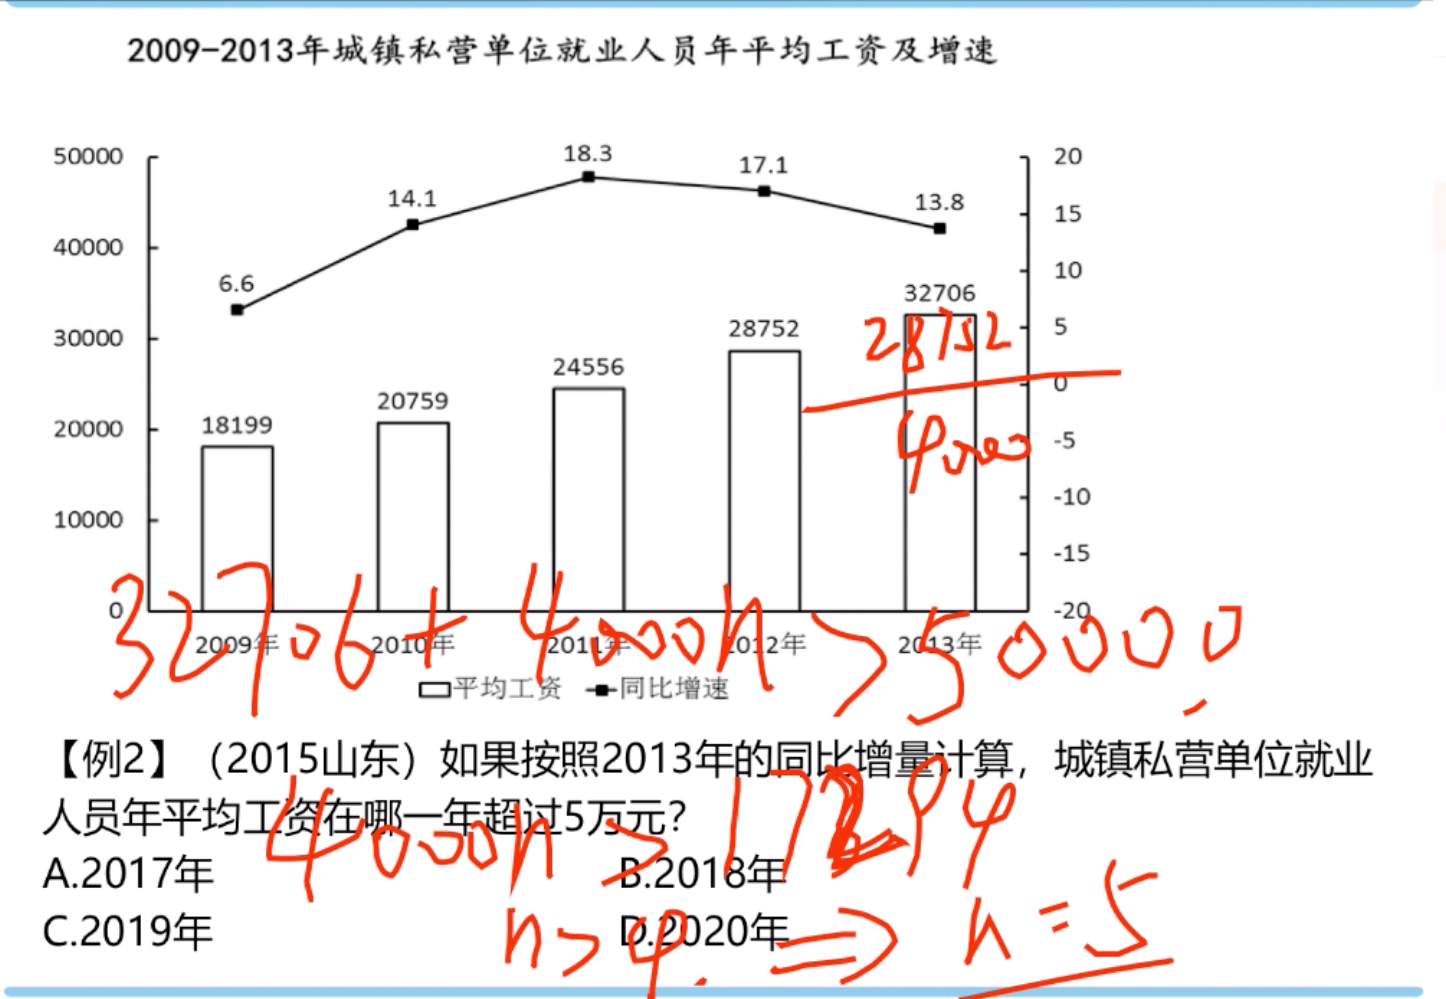 2009-2013年城镇私营单位就业人员年平均工资及增速
50000
40000
30000
20000
10000
0
20
15
10
5
0
-5
-10
-15
-20
6.6
14.1
18.3
17.1
13.8
18199
20759
24556
28752
32706
28752
4000
2009年
2010年
2011年
2012年
2013年
32706+4000n>50000
平均工资
同比增速
【例2】（2015山东）如果按照2013年的同比增量计算，城镇私营单位就业
人员年平均工资在哪一年超过5万元？
4000n>17294
A.2017年 B.2018年
C.2019年 D.2020年
n>4. ⇒ n=5